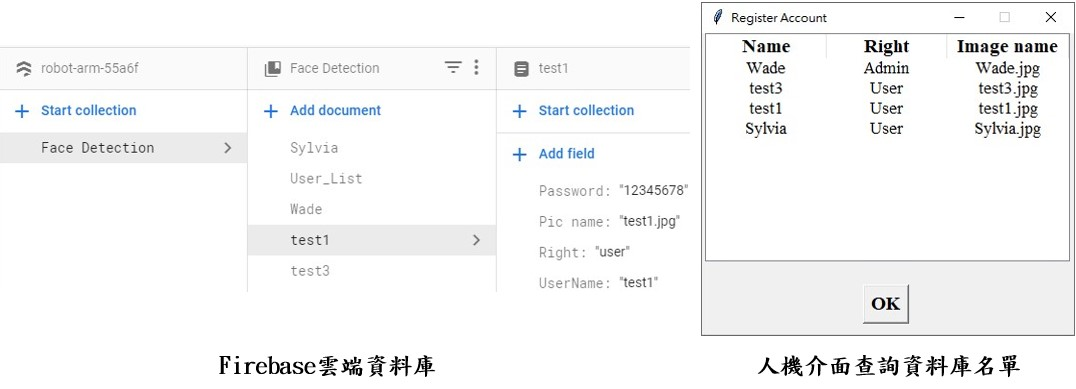 robot-arm-55a6f
Start collection
Face Detection
Face Detection
Add document
Sylvia
User_List
Wade
test1
test3
test1
Start collection
Add field
Password: "12345678"
Pic name: "test1.jpg"
Right: "user"
UserName: "test1"
Firebase雲端資料庫
Register Account
Name Right Image name
Wade Admin Wade.jpg
test3 User test3.jpg
test1 User test1.jpg
Sylvia User Sylvia.jpg
OK
人機介面查詢資料庫名單